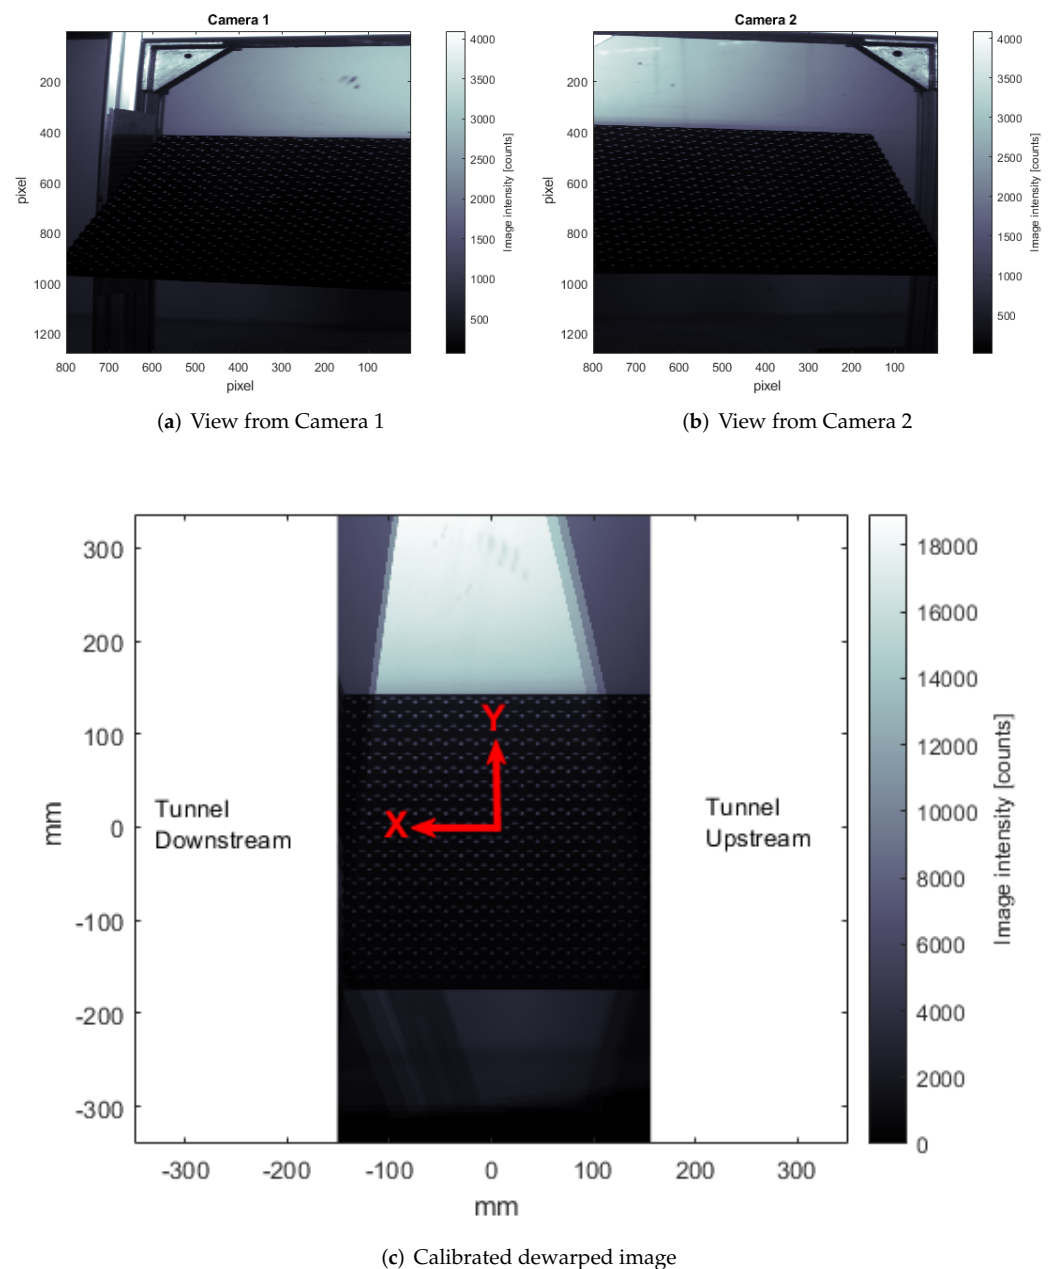 Camera 1
4000
3500
3000
2500
2000
1500
1000
500
Image intensity [counts]
200
400
600
800
1000
1200
pixel
800 700 600 500 400 300 200 100
pixel
(a) View from Camera 1
Camera 2
4000
3500
3000
2500
2000
1500
1000
500
Image intensity [counts]
200
400
600
800
1000
1200
pixel
800 700 600 500 400 300 200 100
pixel
(b) View from Camera 2
300
200
100
0
-100
-200
-300
mm
Y
X
Tunnel
Downstream
Tunnel
Upstream
-300 -200 -100 0 100 200 300
mm
18000
16000
14000
12000
10000
8000
6000
4000
2000
0
Image intensity [counts]
(c) Calibrated dewarped image